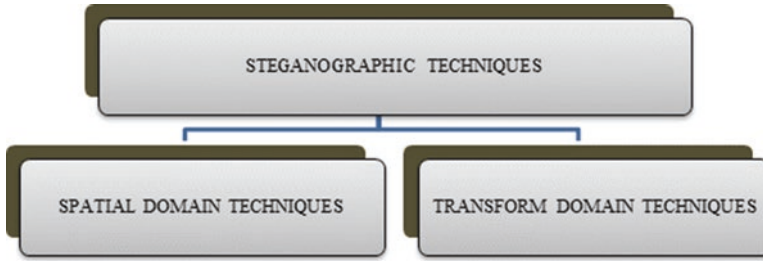 STEGANOGRAPHIC TECHNIQUES
SPATIAL DOMAIN TECHNIQUES
TRANSFORM DOMAIN TECHNIQUES